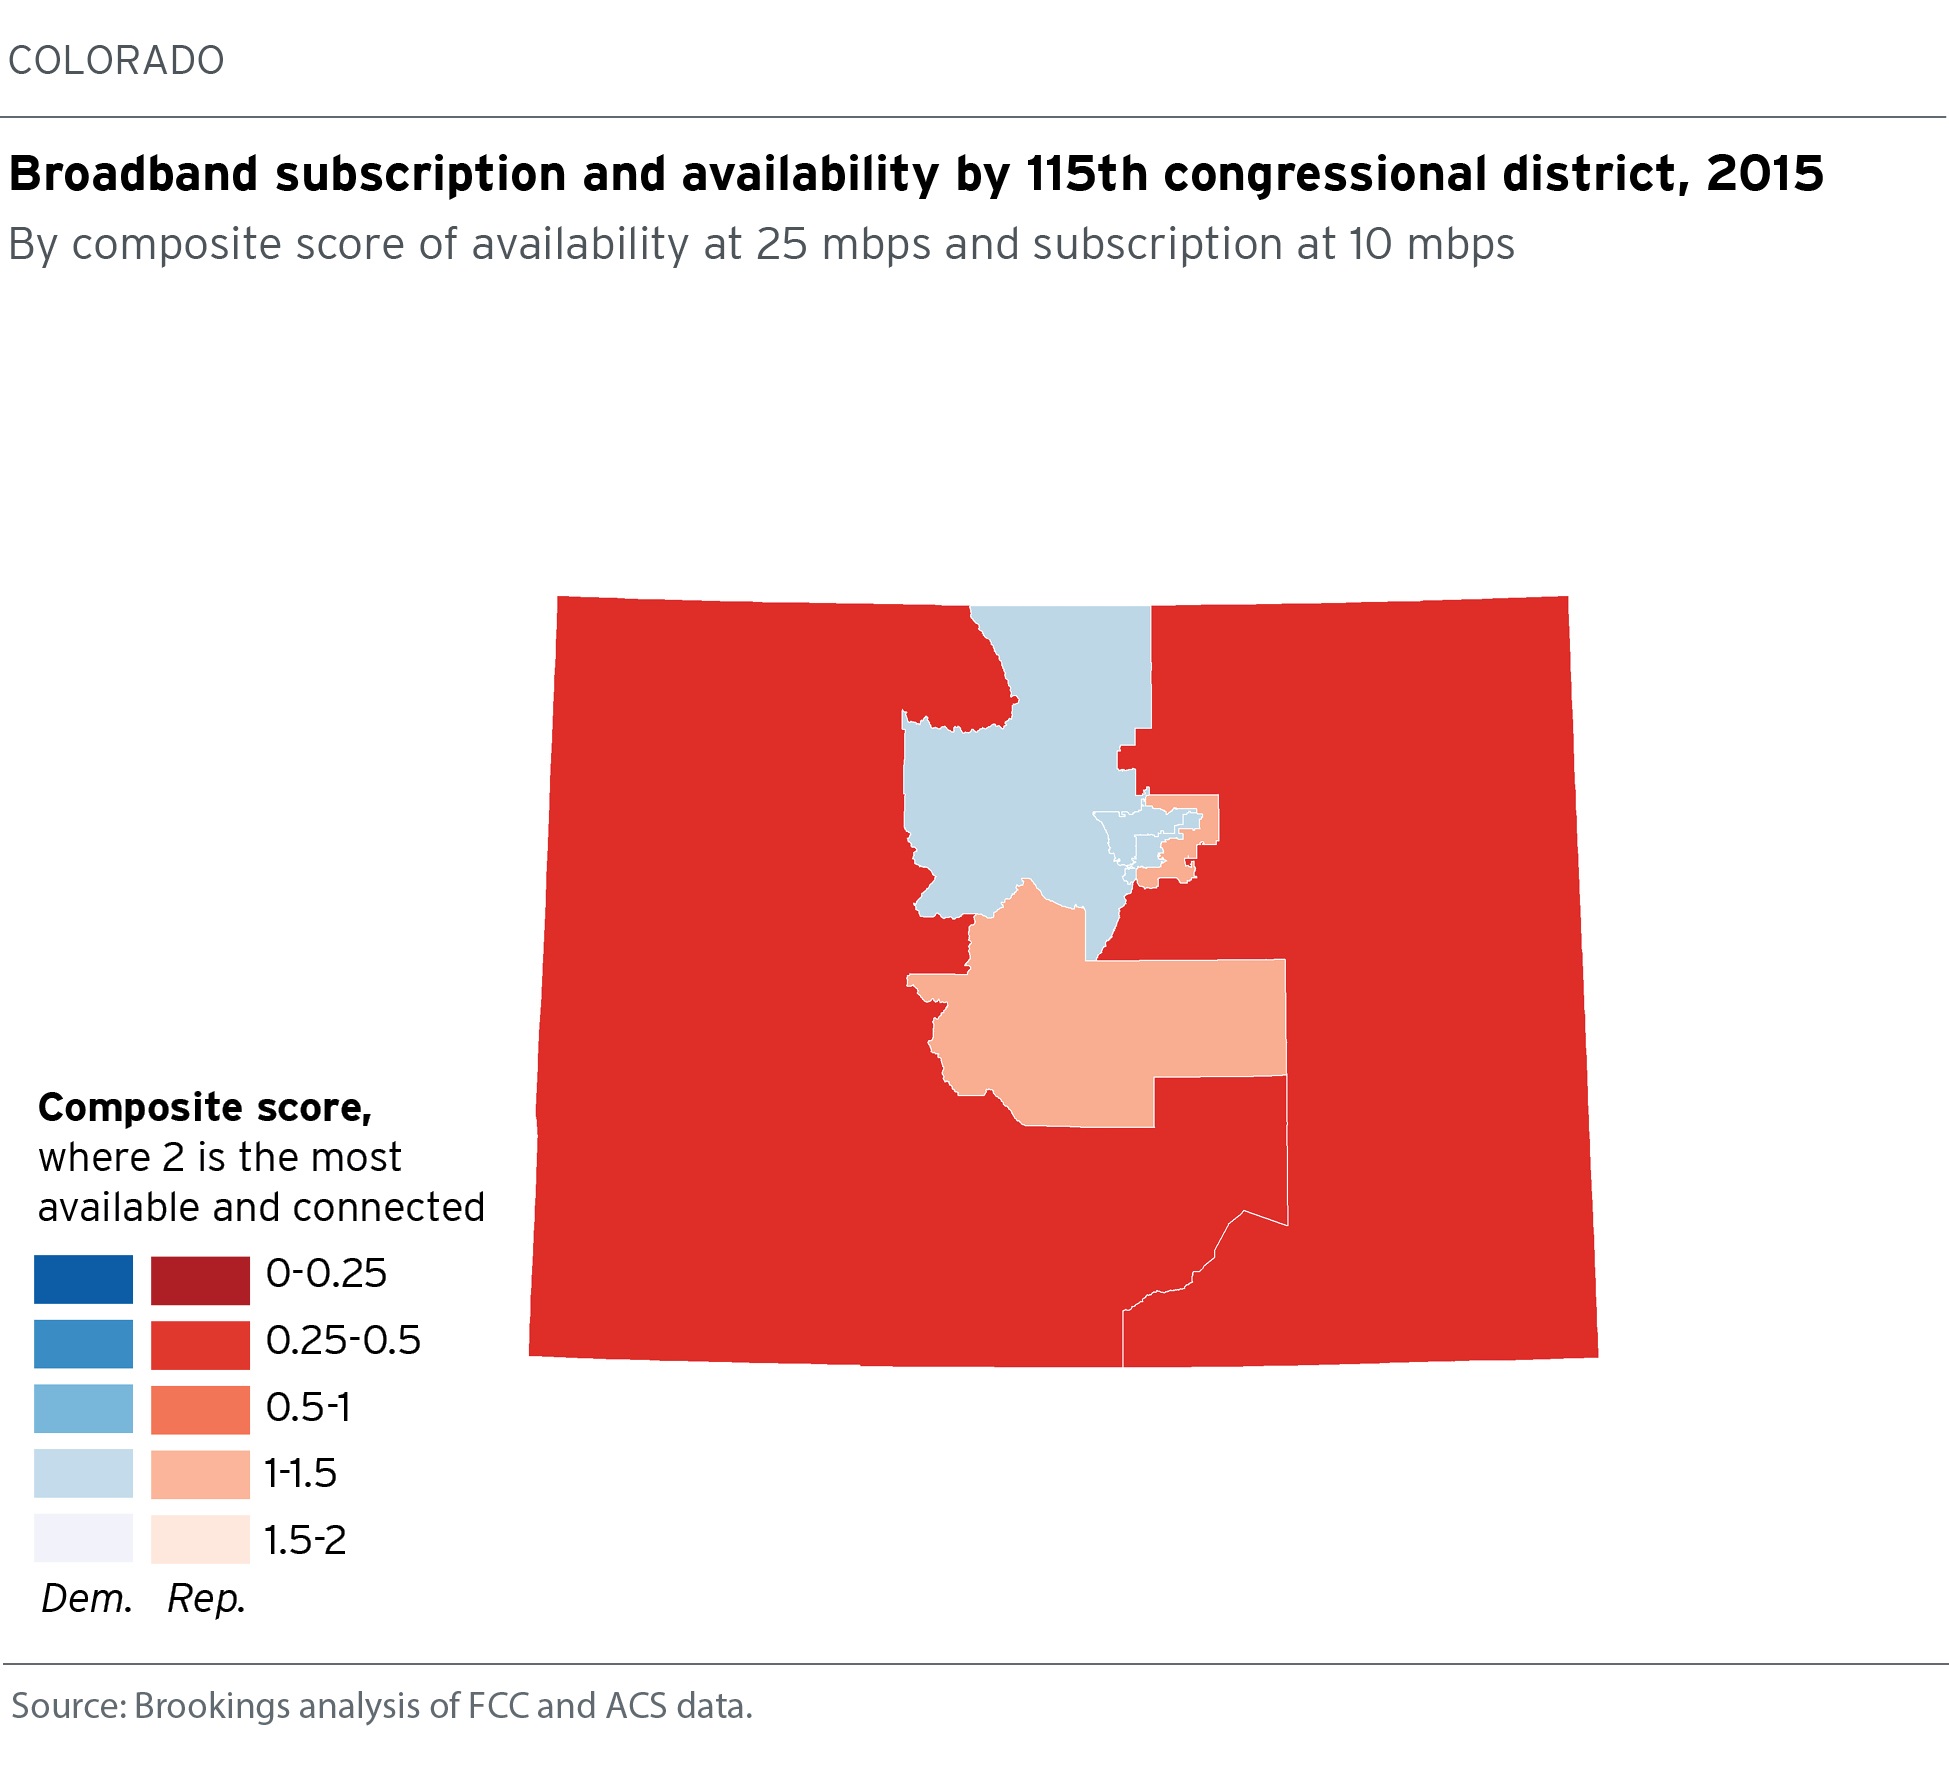 COLORADO
Broadband subscription and availability by 115th congressional district, 2015
By composite score of availability at 25 mbps and subscription at 10 mbps
Composite score,
where 2 is the most
available and connected
0-0.25
0.25-0.5
0.5-1
1-1.5
1.5-2
Dem. Rep.
Source: Brookings analysis of FCC and ACS data.